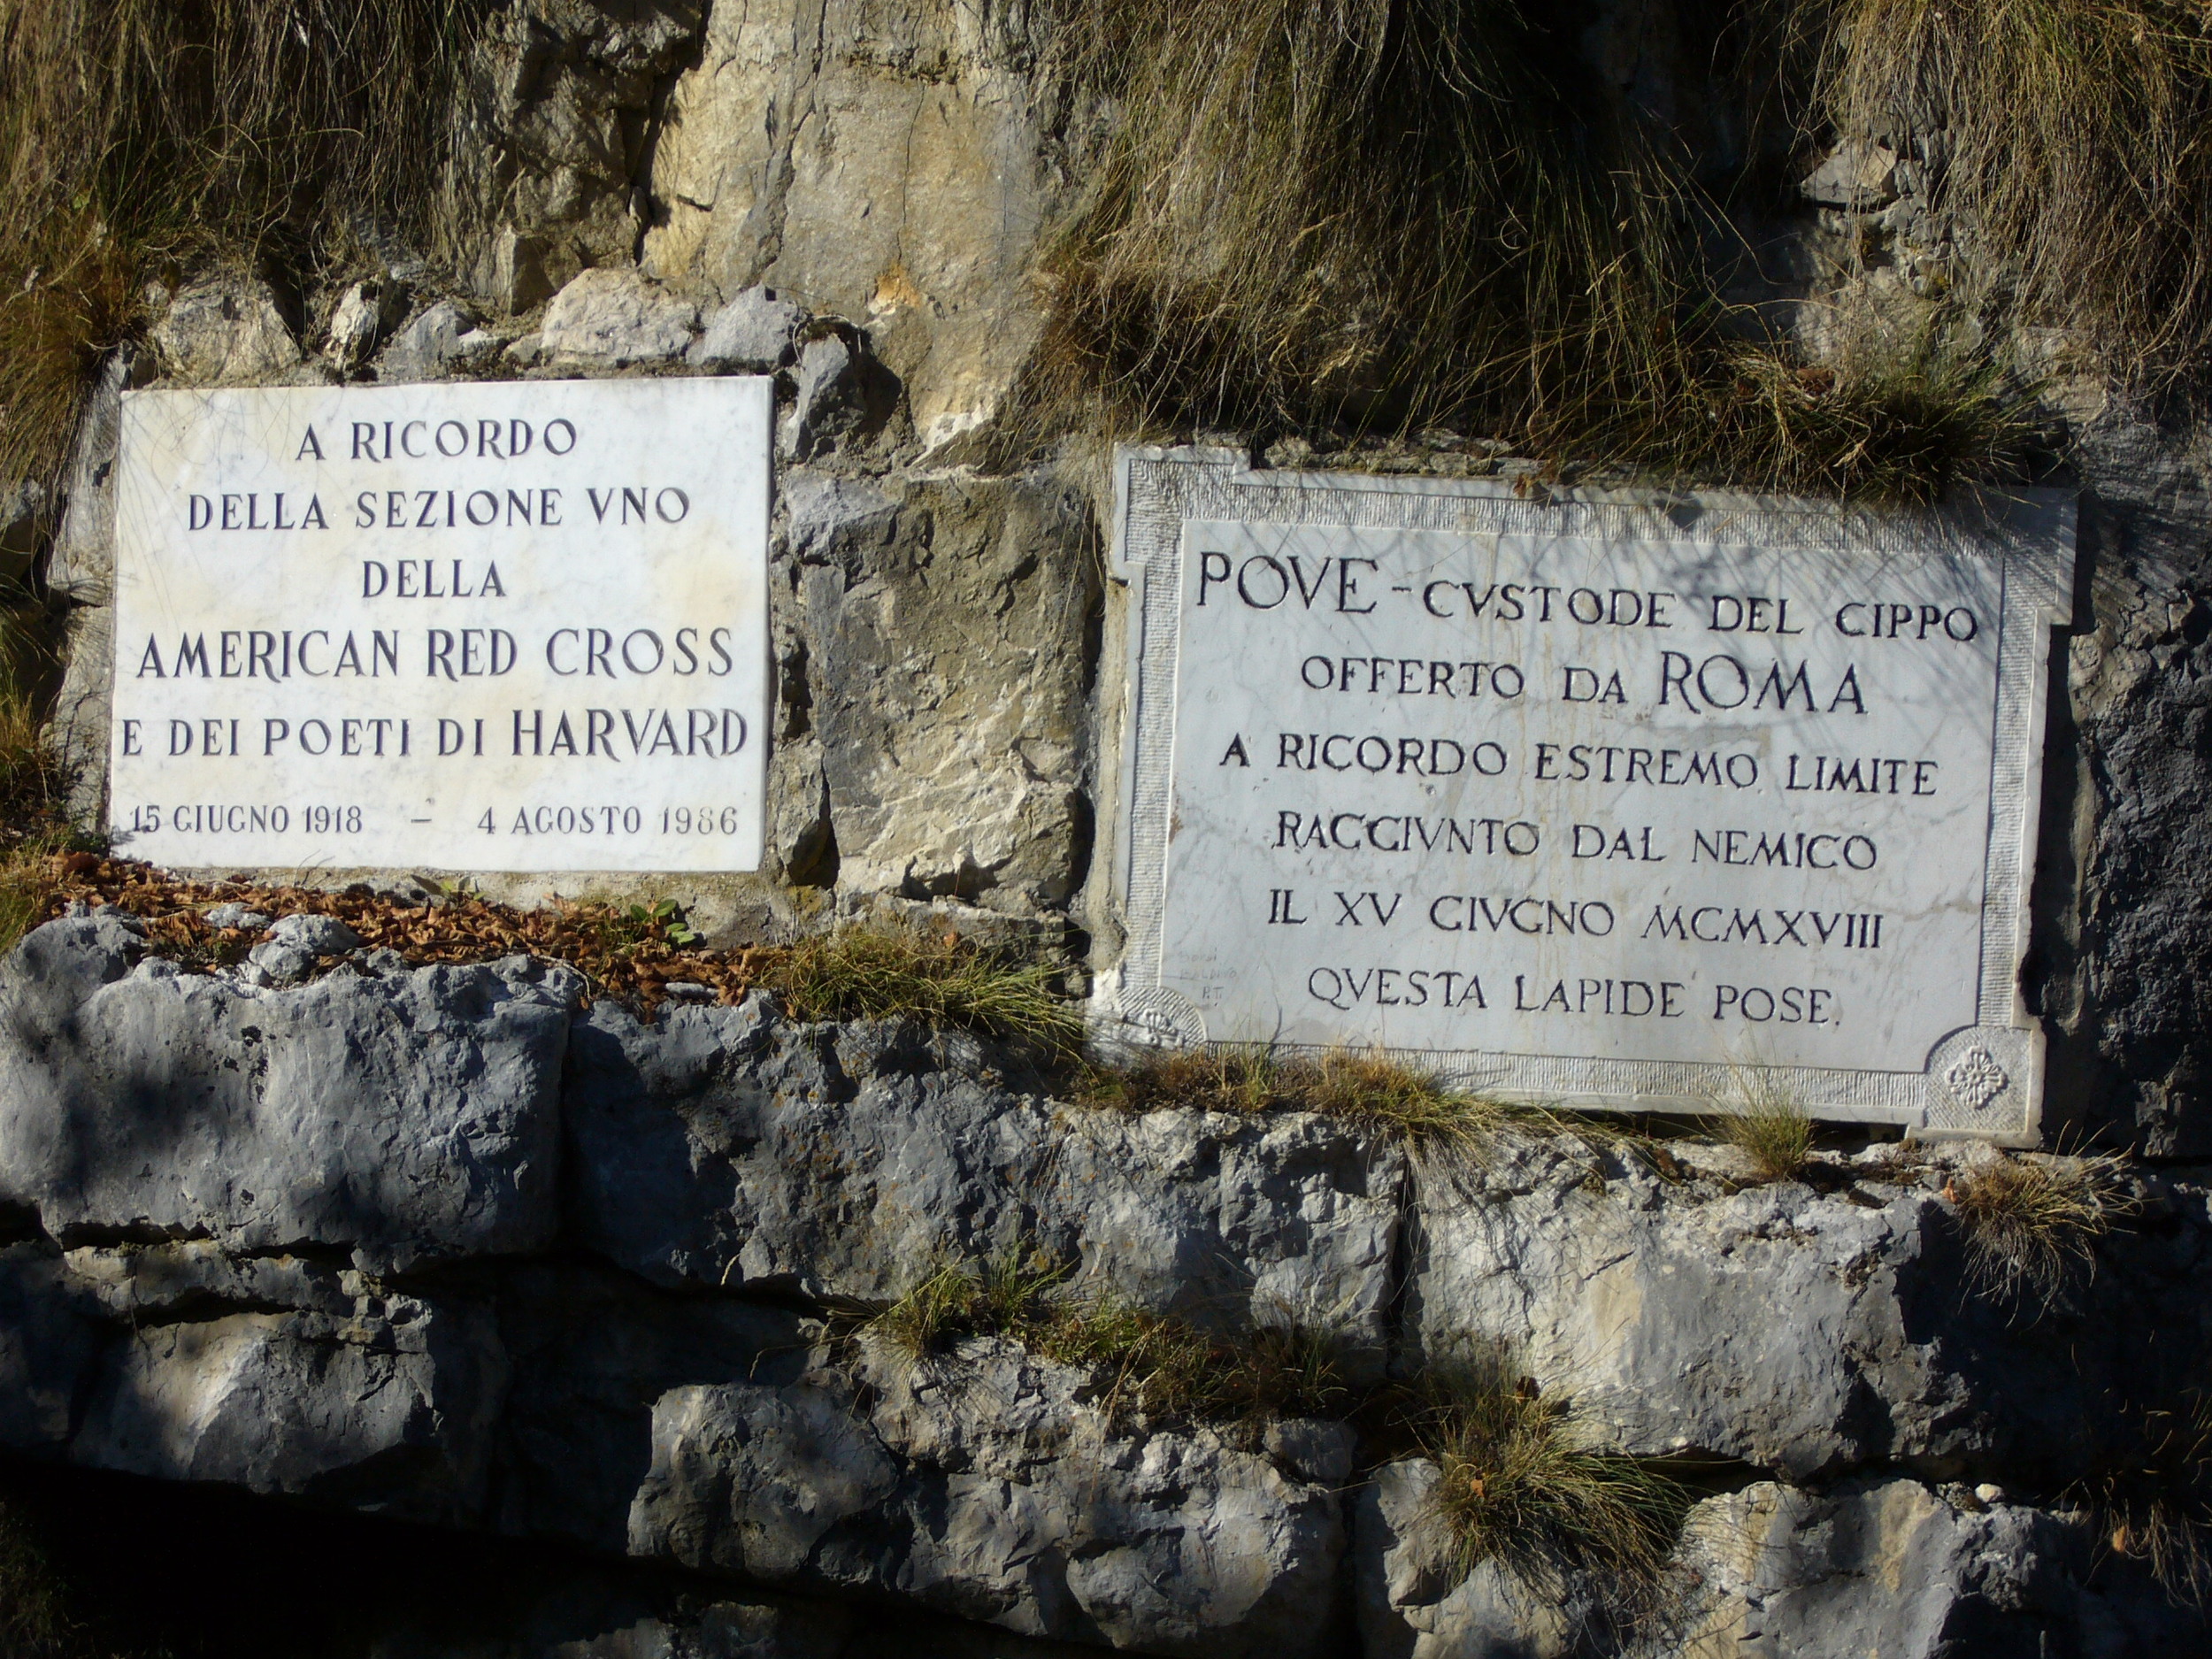 A RICORDO
DELLA SEZIONE VNO
DELLA
AMERICAN RED CROSS
E DEI POETI DI HARVARD
15 GIUGNO 1918 – 4 AGOSTO 1986
POVE - CVSTODE DEL CIPPO
OFFERTO DA ROMA
A RICORDO ESTREMO LIMITE
RAGGIVNTO DAL NEMICO
IL XV GIVGNO MCMXVIII
QVESTA LAPIDE POSE.